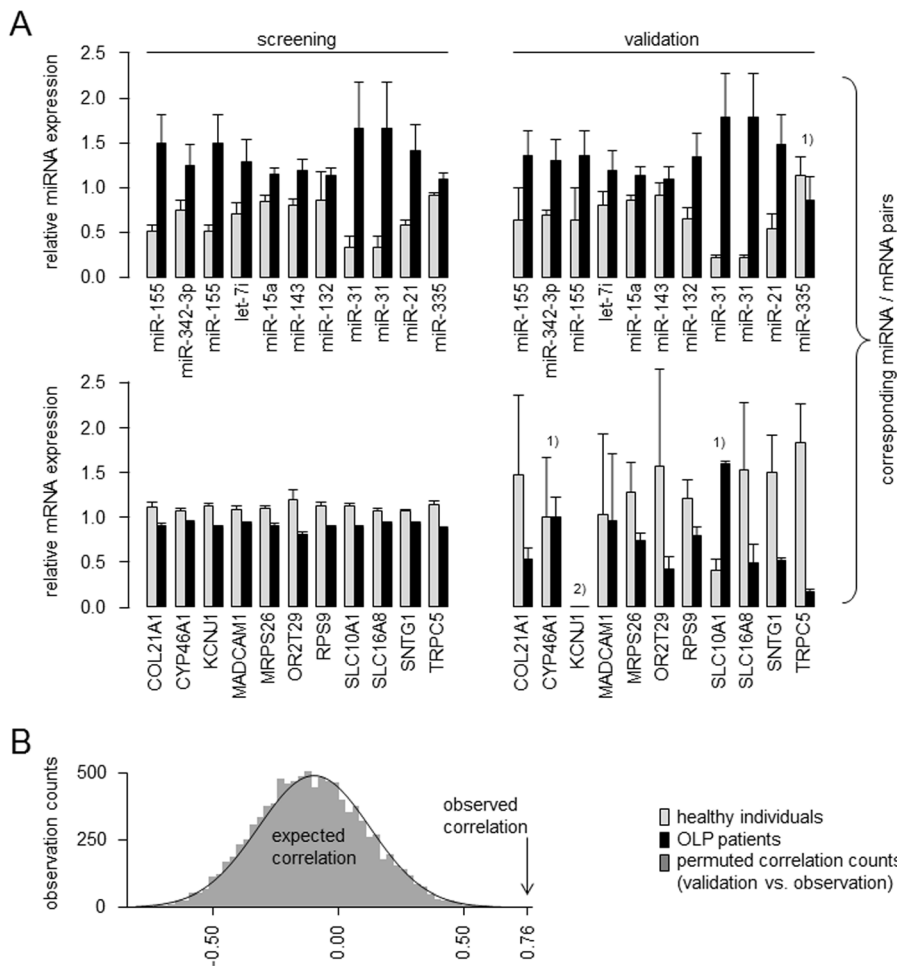 A
screening
validation
relative miRNA expression
2.5
2.0
1.5
1.0
0.5
0.0
miR-155
miR-342-3p
miR-155
let-7i
miR-15a
miR-143
miR-132
miR-31
miR-31
miR-21
miR-335
1)
miR-155
miR-342-3p
miR-155
let-7i
miR-15a
miR-143
miR-132
miR-31
miR-31
miR-21
miR-335
corresponding miRNA / mRNA pairs
relative mRNA expression
2.5
2.0
1.5
1.0
0.5
0.0
COL21A1
CYP46A1
KCNJ1
MADCAM1
MRPS26
OR2T29
RPS9
SLC10A1
SLC16A8
SNTG1
TRPC5
1)
2)
1)
COL21A1
CYP46A1
KCNJ1
MADCAM1
MRPS26
OR2T29
RPS9
SLC10A1
SLC16A8
SNTG1
TRPC5
B
observation counts
500
250
0
expected
correlation
observed
correlation
-0.50
0.00
0.50
0.76
healthy individuals
OLP patients
permuted correlation counts
(validation vs. observation)